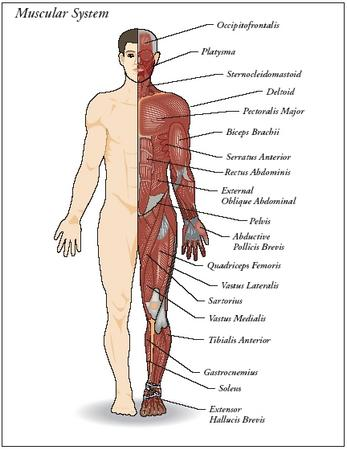 Muscular System
Occipitofrontalis
Platysma
Sternocleidomastoid
Deltoid
Pectoralis Major
Biceps Brachii
Serratus Anterior
Rectus Abdominis
External
Oblique Abdominal
Pelvis
Abductive
Pollicis Brevis
Quadriceps Femoris
Vastus Lateralis
Sartorius
Vastus Medialis
Tibialis Anterior
Gastrocnemius
Soleus
Extensor
Hallucis Brevis